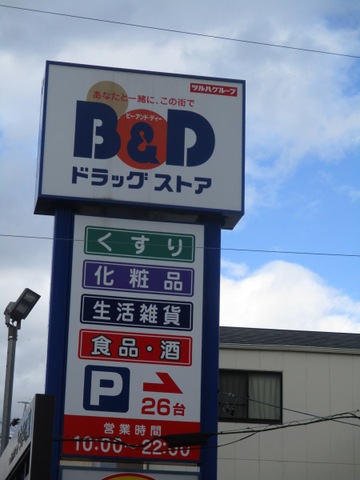 ツルハグループ
あなたと一緒に、この街で
ビーアンド・ディー
B&D
ドラッグストア
くすり
化粧品
生活雑貨
食品・酒
P
26台
営業時間
10:00～22:00